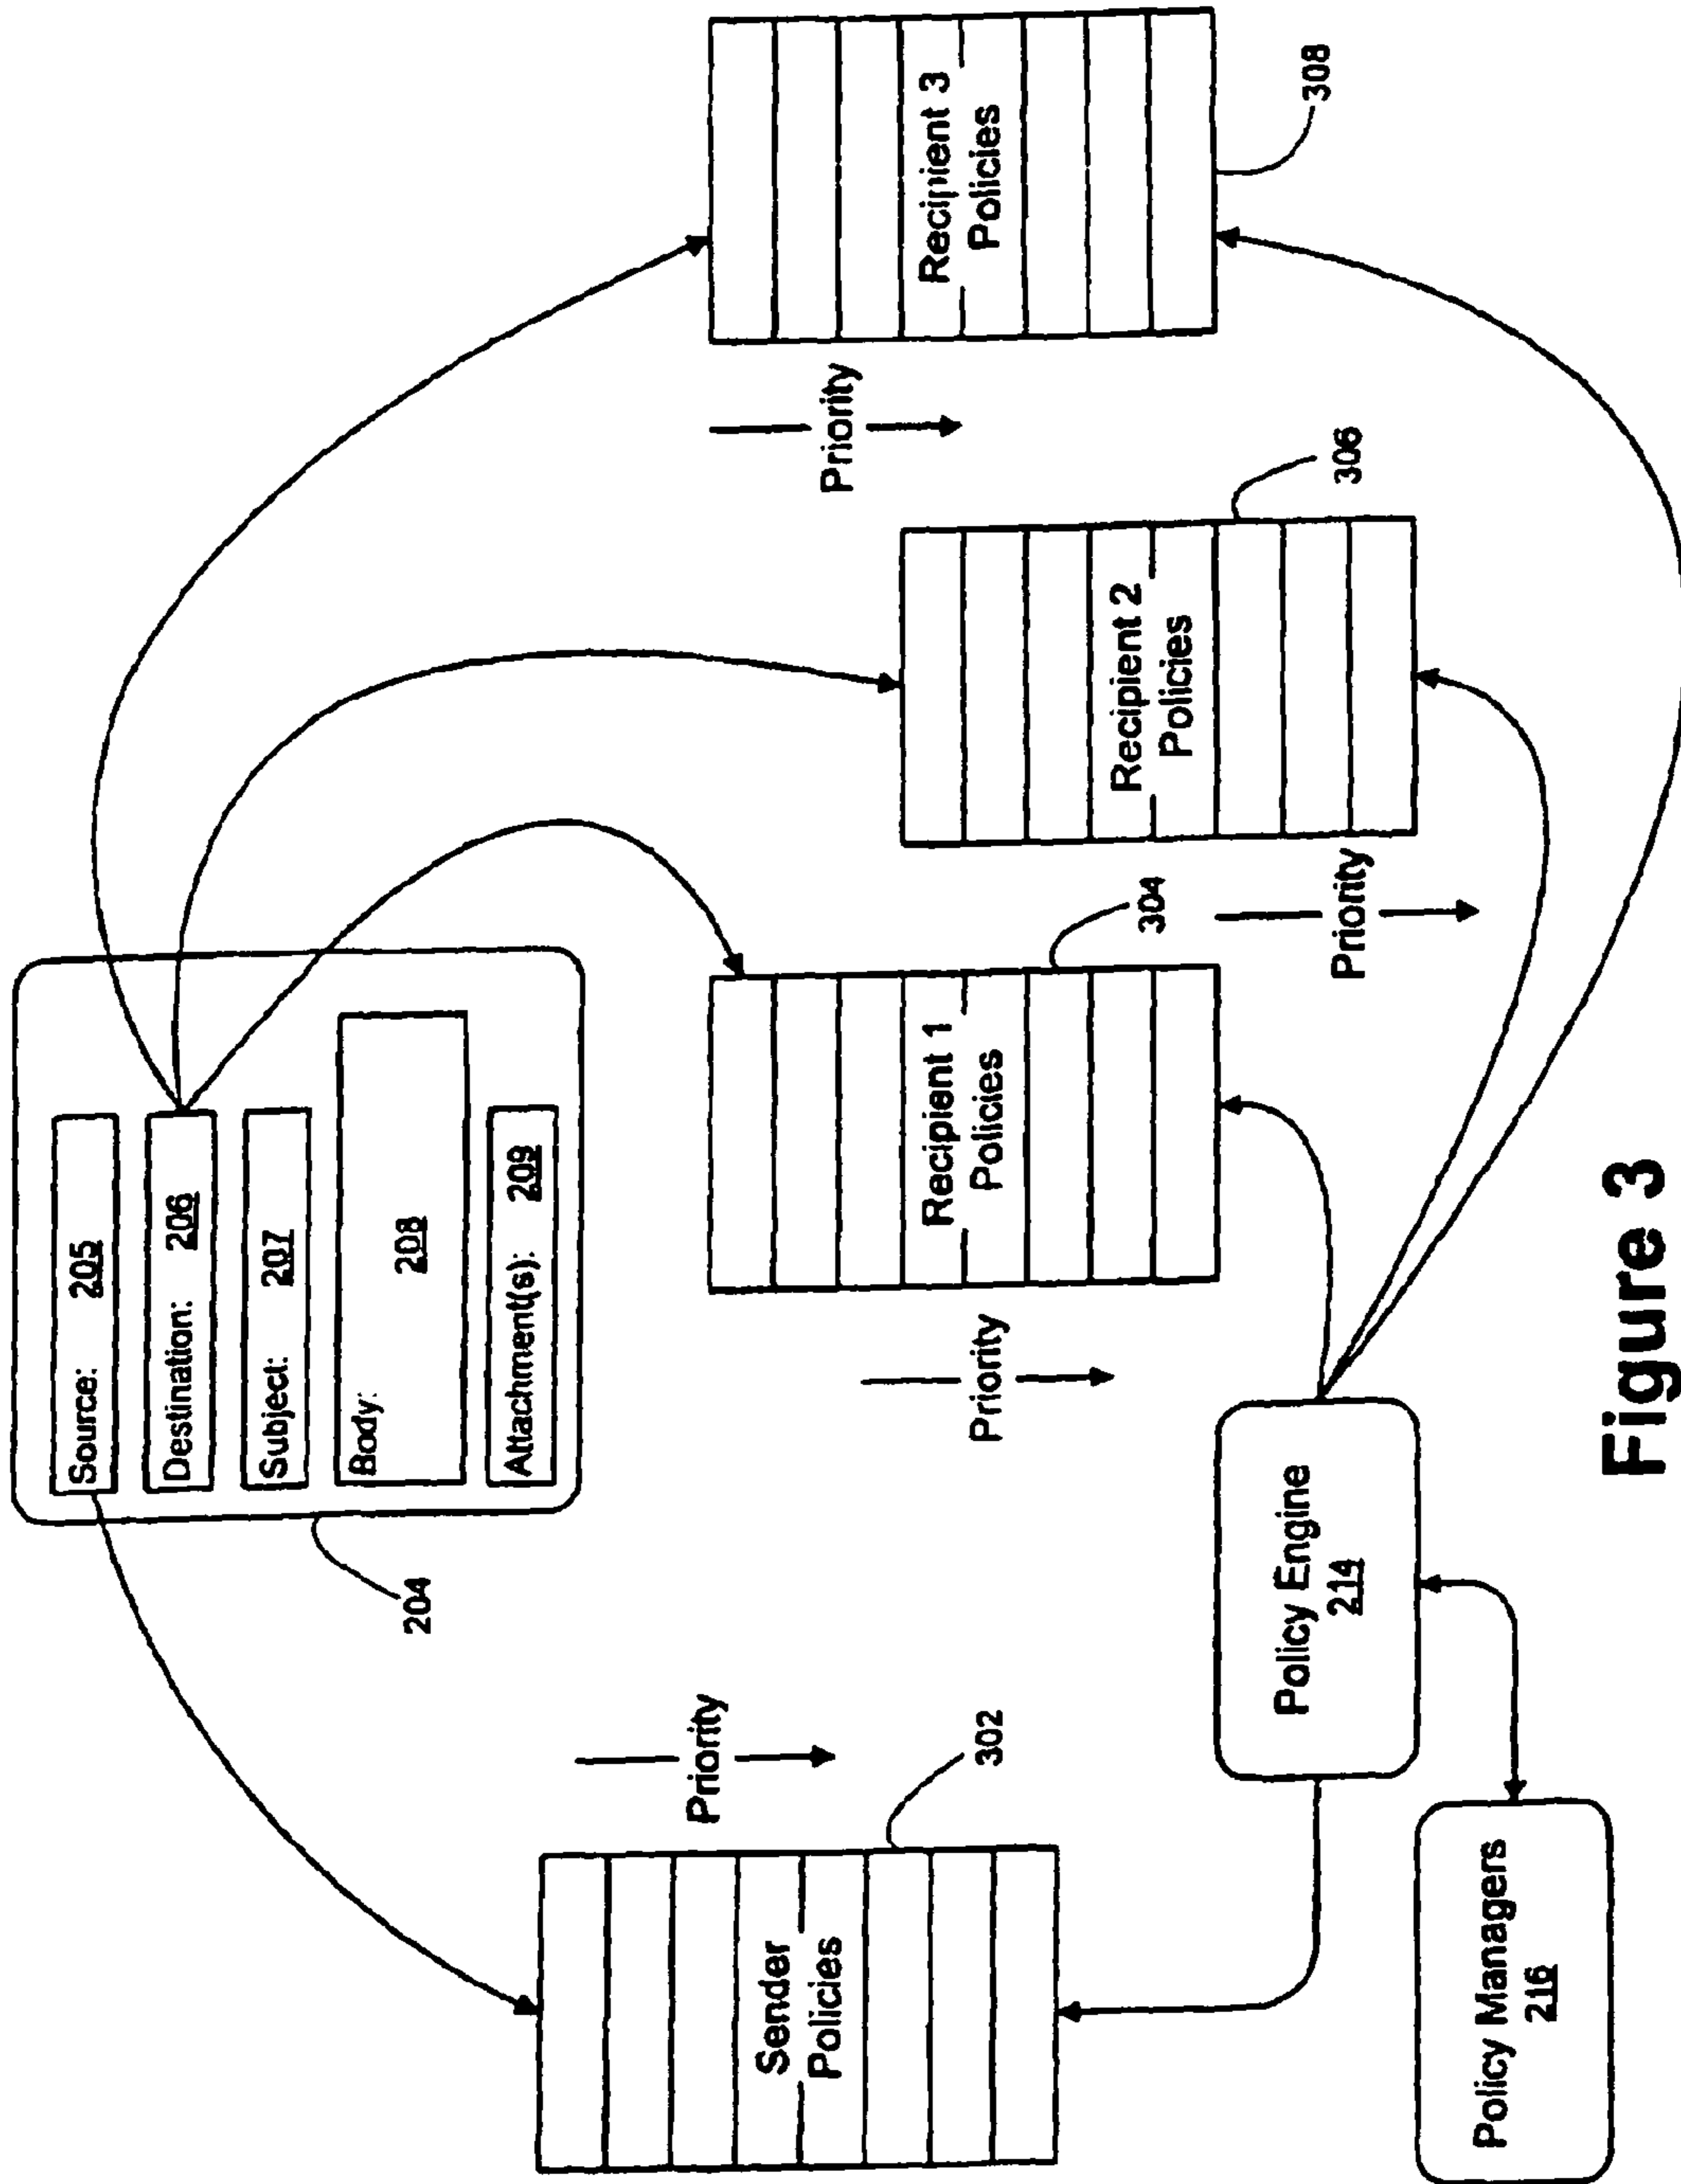 Source: 205
Destination: 206
Subject: 207
Body:
208
Attachment(s): 209
204
Priority
Sender
Policies
302
Priority
Recipient 1
Policies
304
Priority
Recipient 2
Policies
306
Priority
Recipient 3
Policies
308
Policy Engine
214
Policy Managers
216
Figure 3